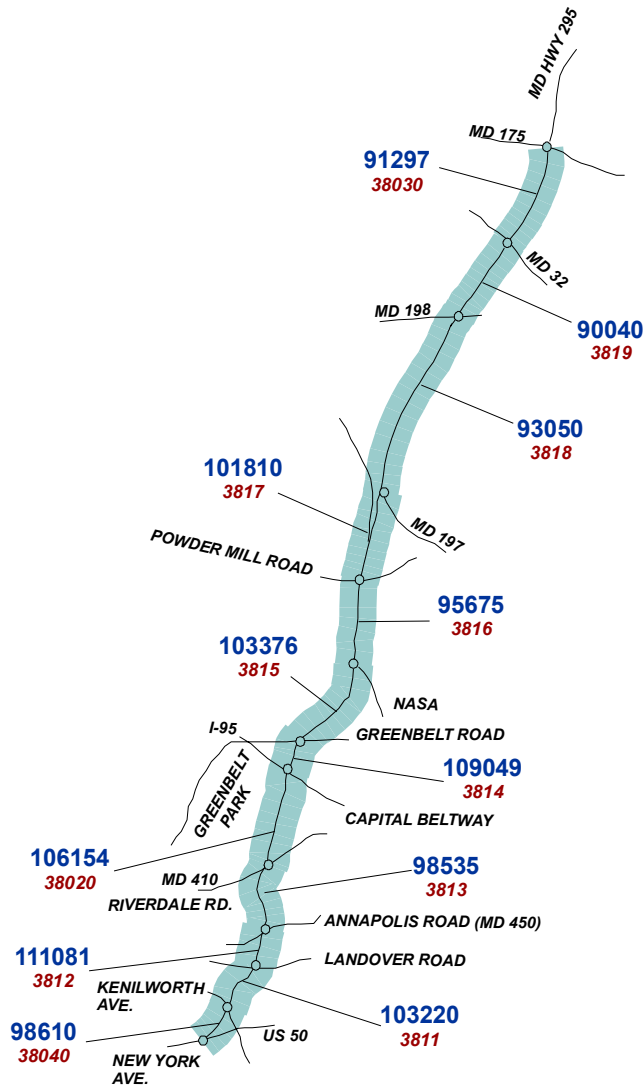 MD HWY 295
MD 175
91297
38030
MD 32
MD 198
90040
3819
93050
3818
101810
3817
MD 197
POWDER MILL ROAD
95675
3816
103376
3815
NASA
I-95
GREENBELT ROAD
109049
3814
GREENBELT
PARK
CAPITAL BELTWAY
106154
38020
MD 410
RIVERDALE RD.
98535
3813
ANNAPOLIS ROAD (MD 450)
111081
3812
LANDOVER ROAD
KENILWORTH
AVE.
103220
3811
98610
38040
US 50
NEW YORK
AVE.